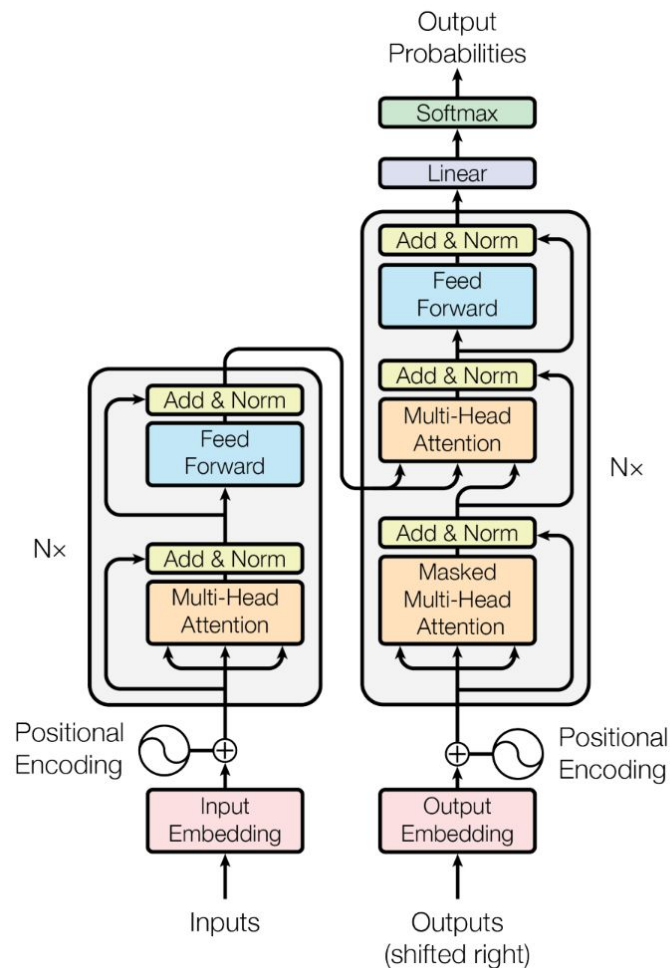 Output
Probabilities
Softmax
Linear
Add & Norm
Feed
Forward
Add & Norm
Multi-Head
Attention
Nx
Add & Norm
Masked
Multi-Head
Attention
Add & Norm
Feed
Forward
Nx
Add & Norm
Multi-Head
Attention
Positional
Encoding
Positional
Encoding
Input
Embedding
Output
Embedding
Inputs
Outputs
(shifted right)